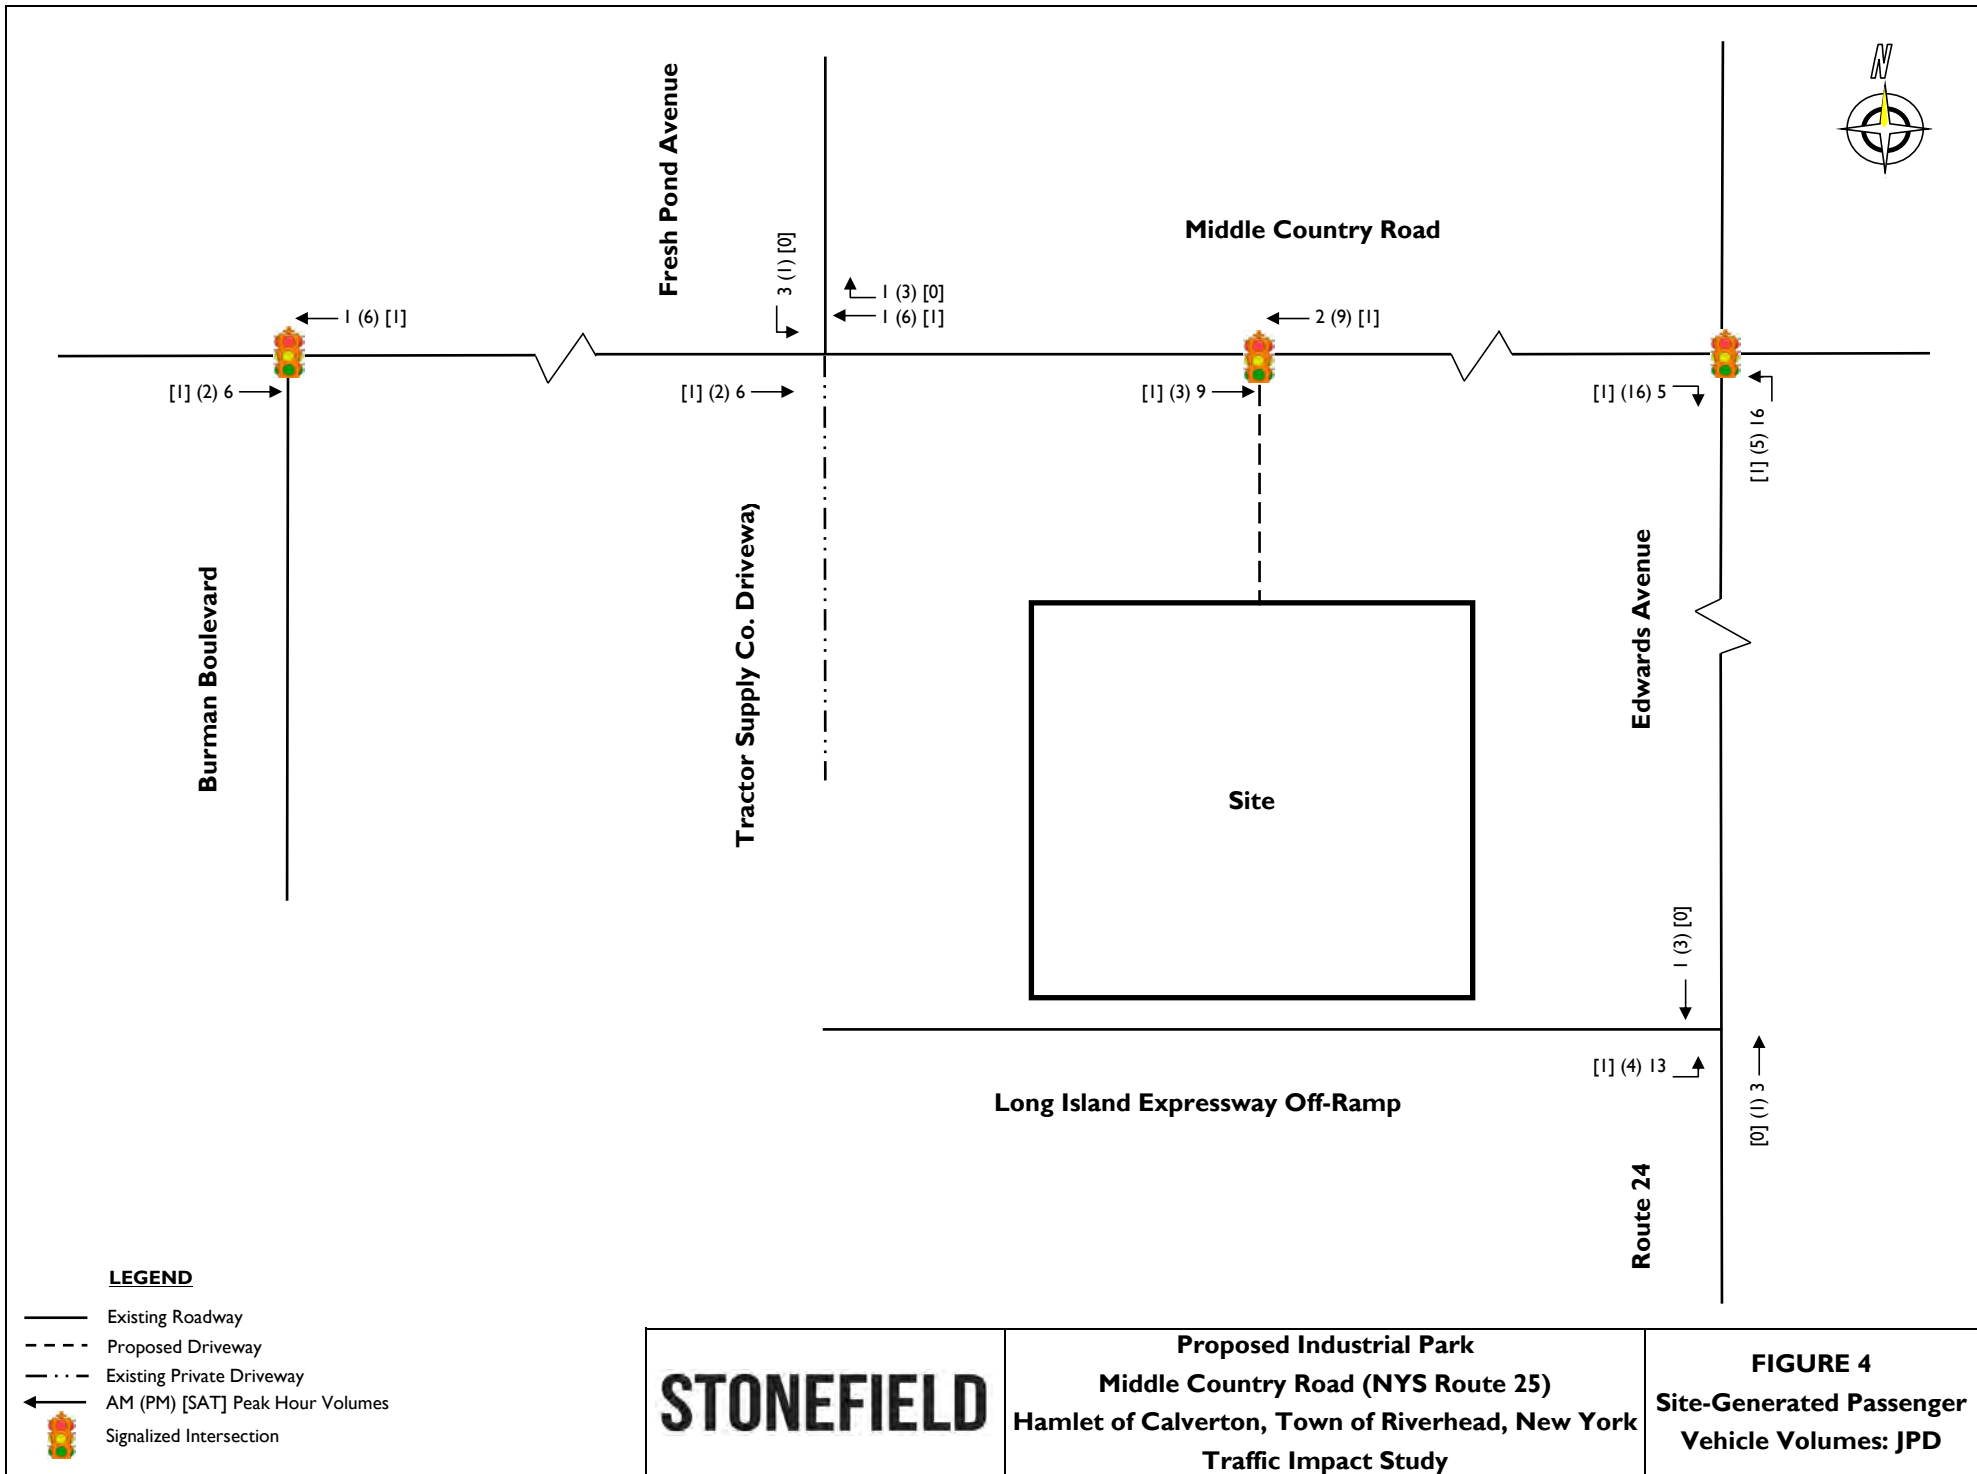 N
Fresh Pond Avenue
Middle Country Road
3 (1) [0]
1 (3) [0]
1 (6) [1]
1 (6) [1]
2 (9) [1]
[1] (2) 6
[1] (2) 6
[1] (3) 9
[1] (16) 5
[1] (5) 16
Burman Boulevard
Tractor Supply Co. Driveway
Edwards Avenue
Site
1 (3) [0]
[1] (4) 13
[0] (1) 3
Long Island Expressway Off-Ramp
Route 24
LEGEND
Existing Roadway
Proposed Driveway
Existing Private Driveway
AM (PM) [SAT] Peak Hour Volumes
Signalized Intersection
STONEFIELD
Proposed Industrial Park
Middle Country Road (NYS Route 25)
Hamlet of Calverton, Town of Riverhead, New York
Traffic Impact Study
FIGURE 4
Site-Generated Passenger
Vehicle Volumes: JPD